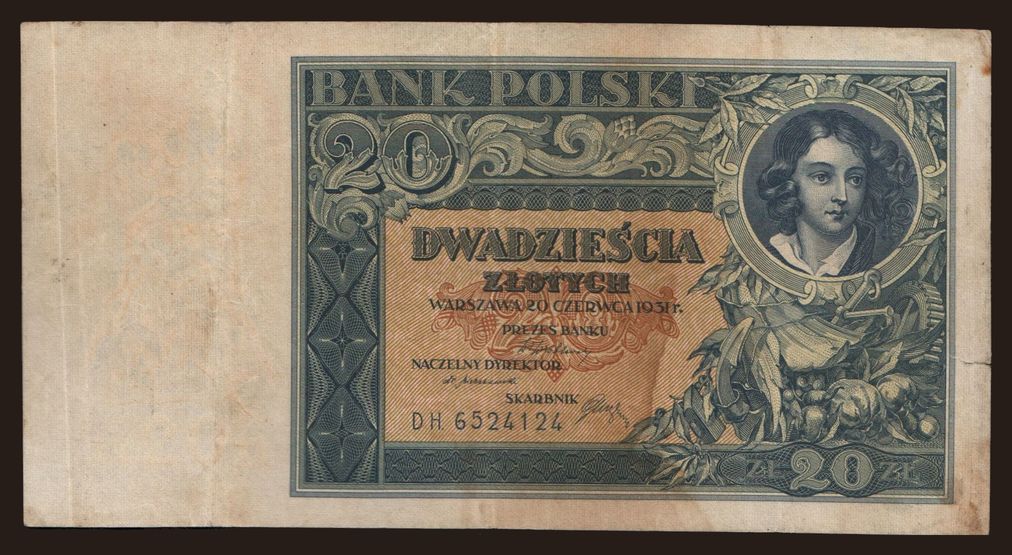 BANK POLSKI
20
DWADZIEŚCIA
ZŁOTYCH
WARSZAWA 20 CZERWCA 1931 r.
PREZES BANKU
NACZELNY DYREKTOR
SKARBNIK
DH 6524124
ZŁ 20 ZŁ